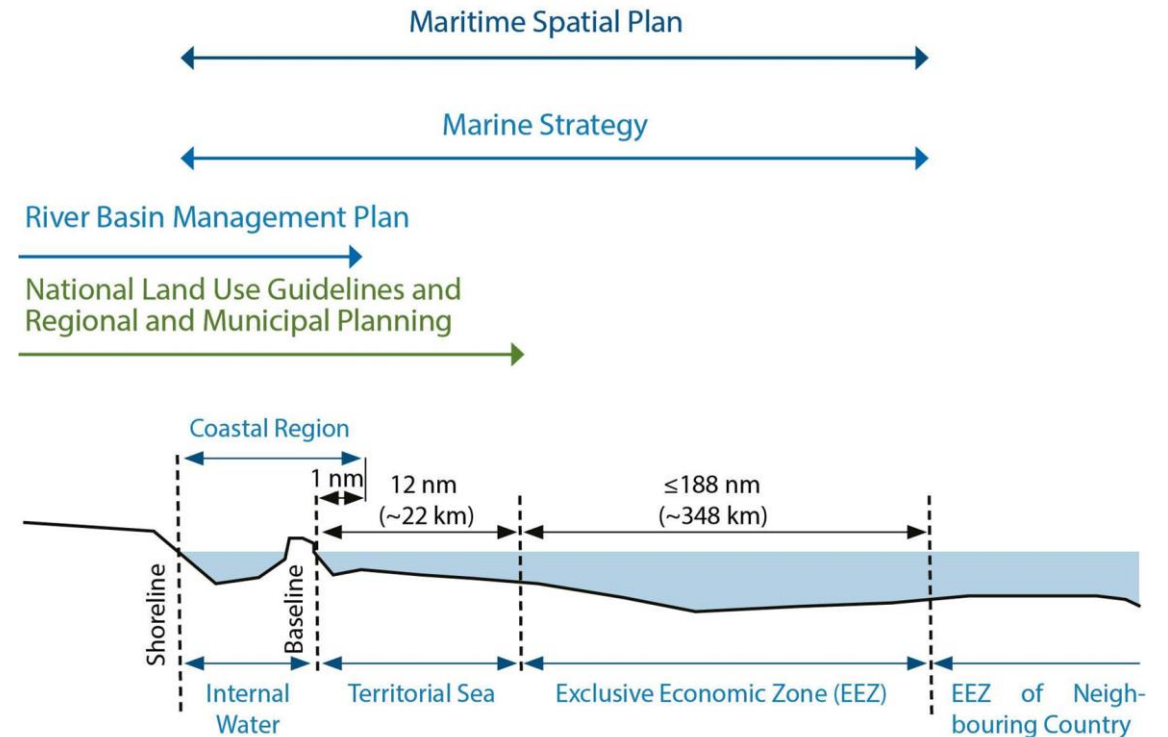 Maritime Spatial Plan
Marine Strategy
River Basin Management Plan
National Land Use Guidelines and
Regional and Municipal Planning
Coastal Region
1 nm
12 nm
(~22 km)
≤188 nm
(~348 km)
Shoreline
Baseline
Internal
Water
Territorial Sea
Exclusive Economic Zone (EEZ)
EEZ of Neigh-
bouring Country